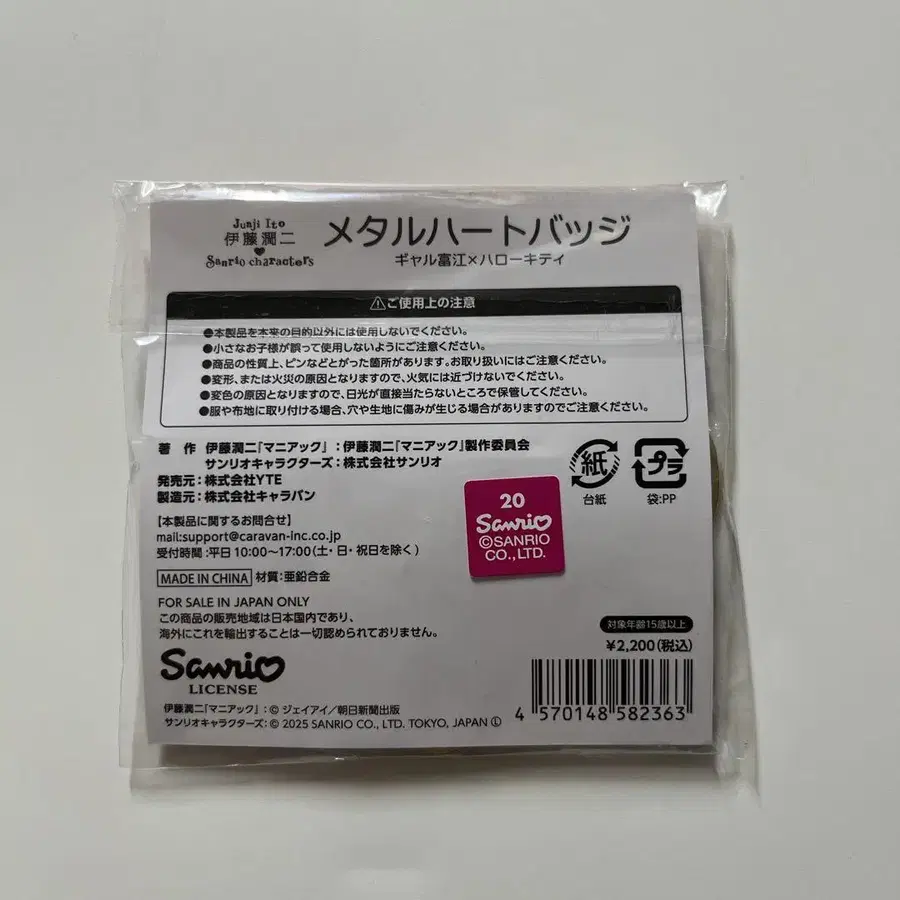 Junji Ito
伊藤潤二
♥
Sanrio characters
メタルハートバッジ
ギャル富江×ハローキティ
⚠ご使用上の注意
●本製品を本来の目的以外には使用しないでください。
●小さなお子様が誤って使用しないようにご注意ください。
●商品の性質上、ピンなどとがった箇所があります。お取り扱いにはご注意ください。
●変形、または火災の原因となりますので、火気には近づけないでください。
●変色の原因となりますので、日光が直接当たらないところで保管してください。
●服や布地に取り付ける場合、穴や生地に傷みが生じる場合がありますのでご注意ください。
著 作 伊藤潤二『マニアック』：伊藤潤二『マニアック』製作委員会
サンリオキャラクターズ：株式会社サンリオ
発売元：株式会社YTE
製造元：株式会社キャラバン
【本製品に関するお問合せ】
mail:support@caravan-inc.co.jp
受付時間：平日 10:00～17:00（土・日・祝日を除く）
MADE IN CHINA 材質：亜鉛合金
FOR SALE IN JAPAN ONLY
この商品の販売地域は日本国内であり、
海外にこれを輸出することは一切認められておりません。
紙
台紙
プラ
袋:PP
20
Sanrio
©SANRIO
CO.,LTD.
対象年齢15歳以上
¥2,200（税込）
Sanrio
LICENSE
伊藤潤二『マニアック』：© ジェイアイ／朝日新聞出版
サンリオキャラクターズ：© 2025 SANRIO CO., LTD. TOKYO, JAPAN Ⓛ
4 570148 582363